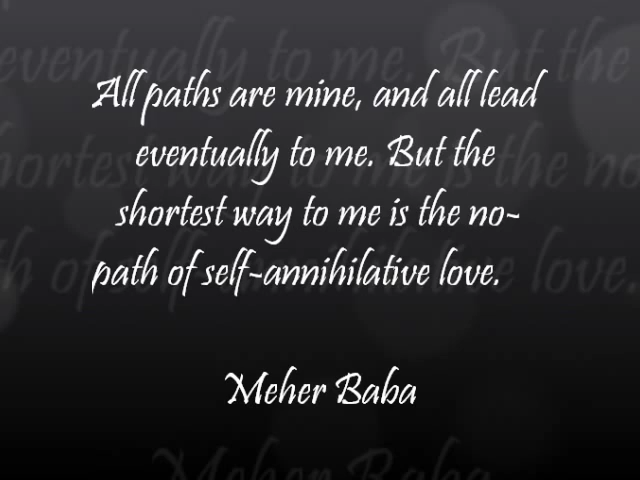 All paths are mine, and all lead
eventually to me. But the
shortest way to me is the no-
path of self-annihilative love.
Meher Baba